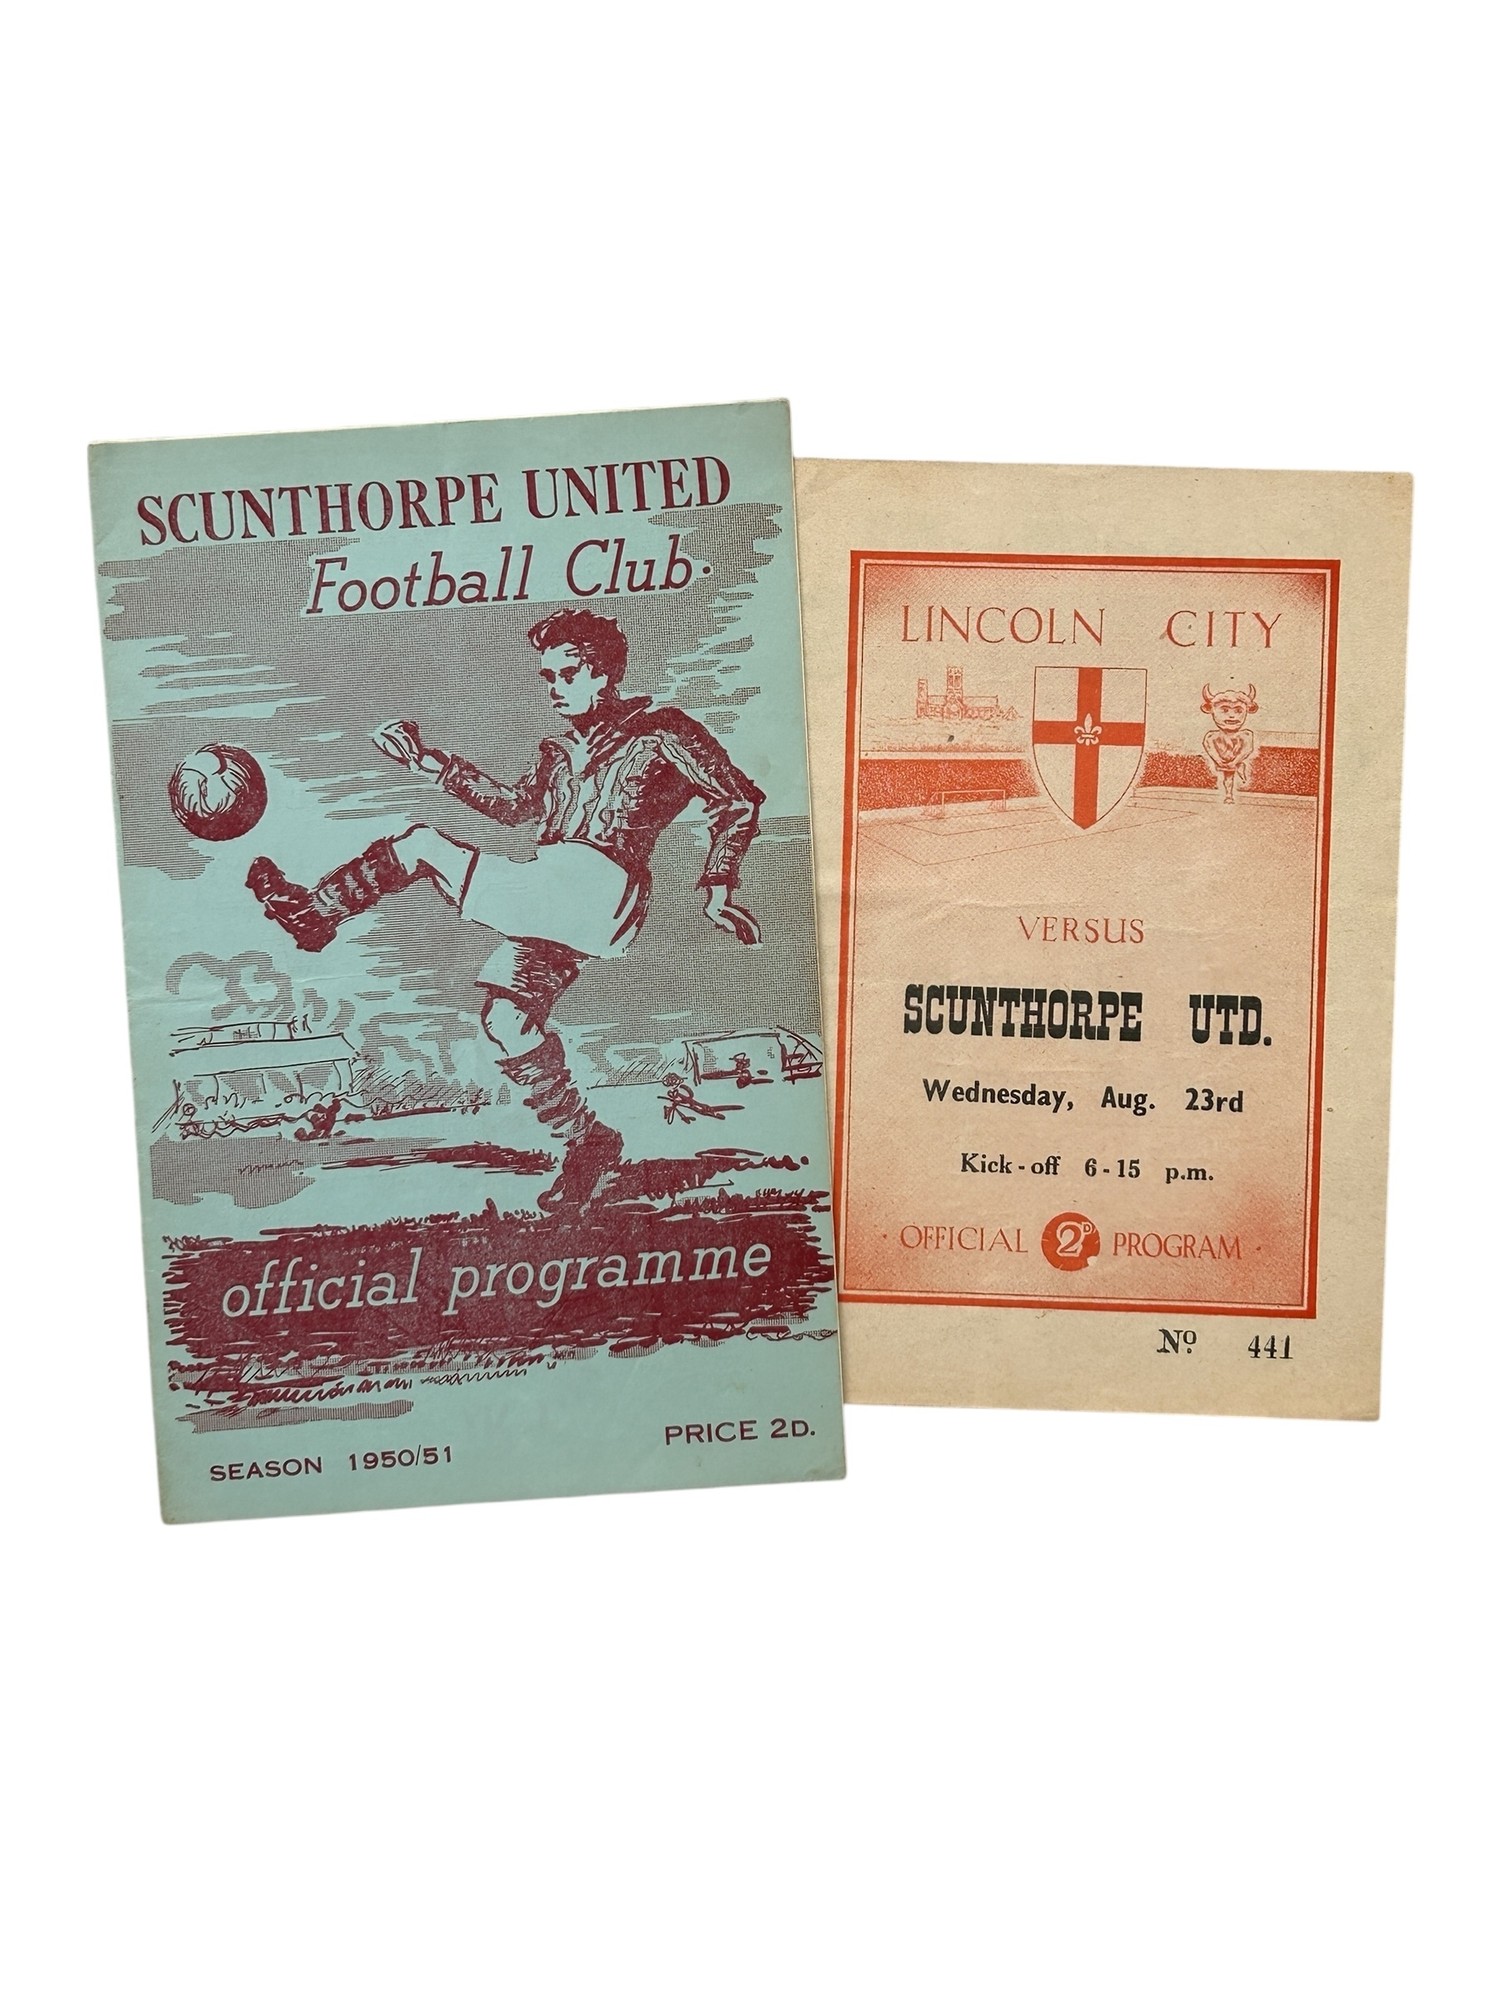 SCUNTHORPE UNITED
Football Club.
official programme
SEASON 1950/51
PRICE 2D.
LINCOLN CITY
VERSUS
SCUNTHORPE UTD.
Wednesday, Aug. 23rd
Kick-off 6-15 p.m.
· OFFICIAL 2D PROGRAM ·
Nº 441